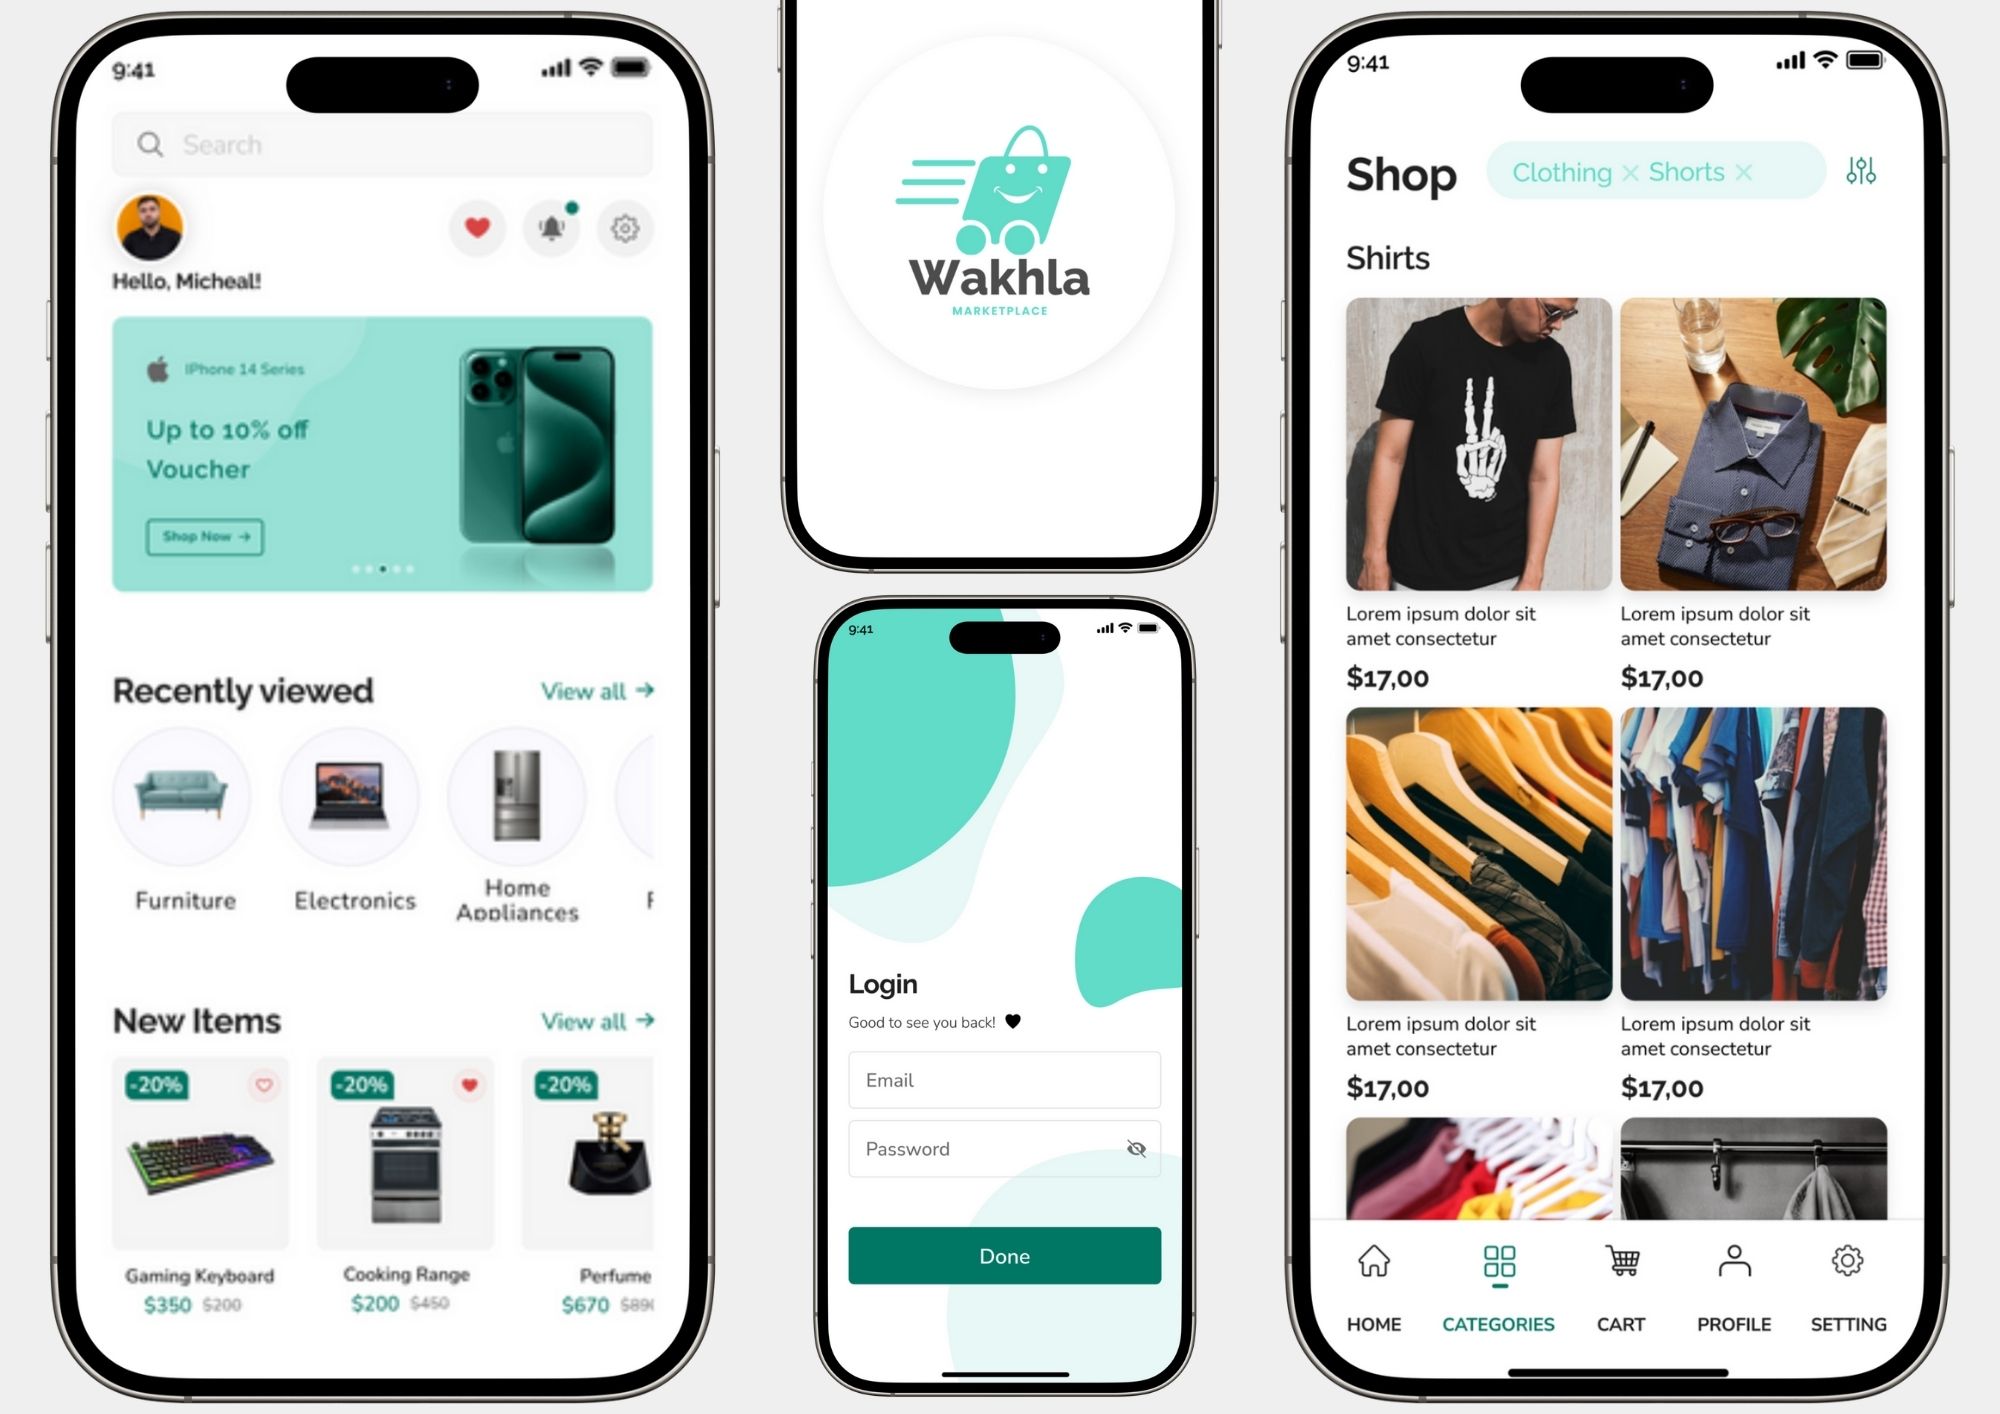 9:41
Search
Hello, Micheal!
IPhone 14 Series
Up to 10% off
Voucher
Shop Now →
Recently viewed
View all →
Furniture
Electronics
Home
Appliances
F
New Items
View all →
-20%
-20%
-20%
Gaming Keyboard
$350 $200
Cooking Range
$200 $450
Perfume
$670 $890
Wakhla
MARKETPLACE
9:41
Login
Good to see you back! 🖤
Email
Password
Done
9:41
Shop
Clothing × Shorts ×
Shirts
Lorem ipsum dolor sit
amet consectetur
$17,00
Lorem ipsum dolor sit
amet consectetur
$17,00
Lorem ipsum dolor sit
amet consectetur
$17,00
Lorem ipsum dolor sit
amet consectetur
$17,00
HOME
CATEGORIES
CART
PROFILE
SETTING